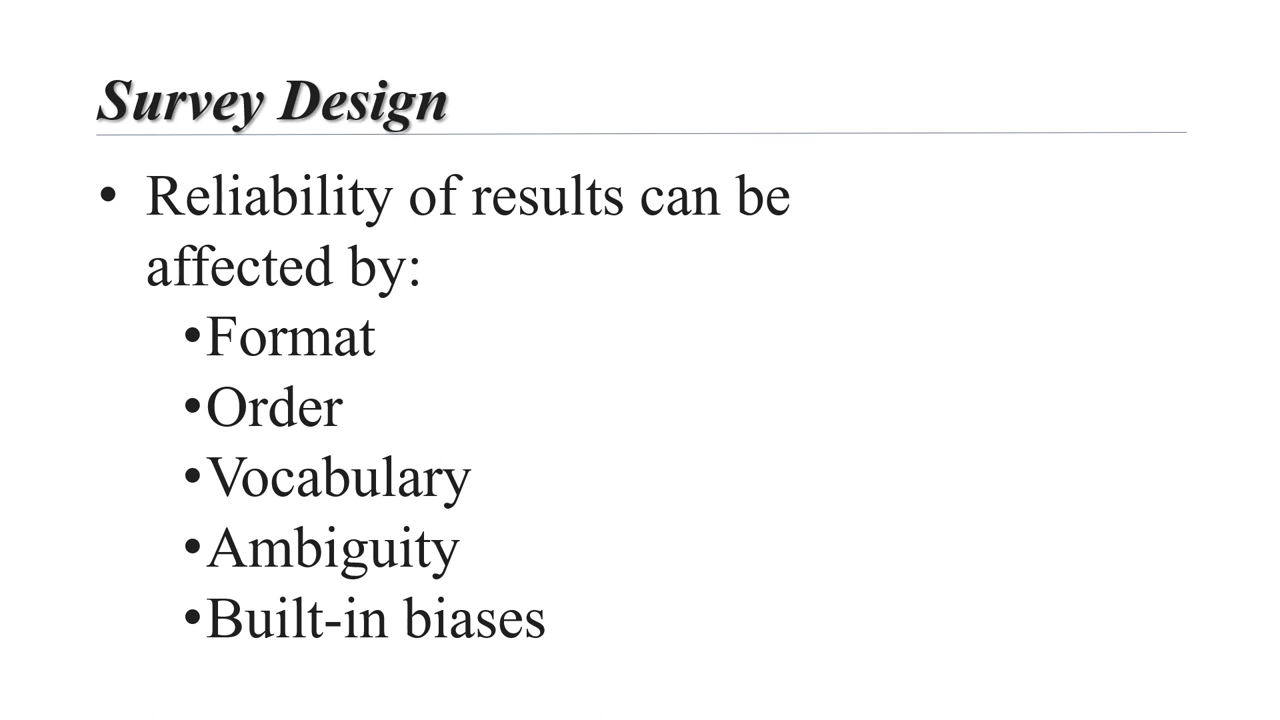 Survey Design
• Reliability of results can be
affected by:
•Format
•Order
•Vocabulary
•Ambiguity
•Built-in biases